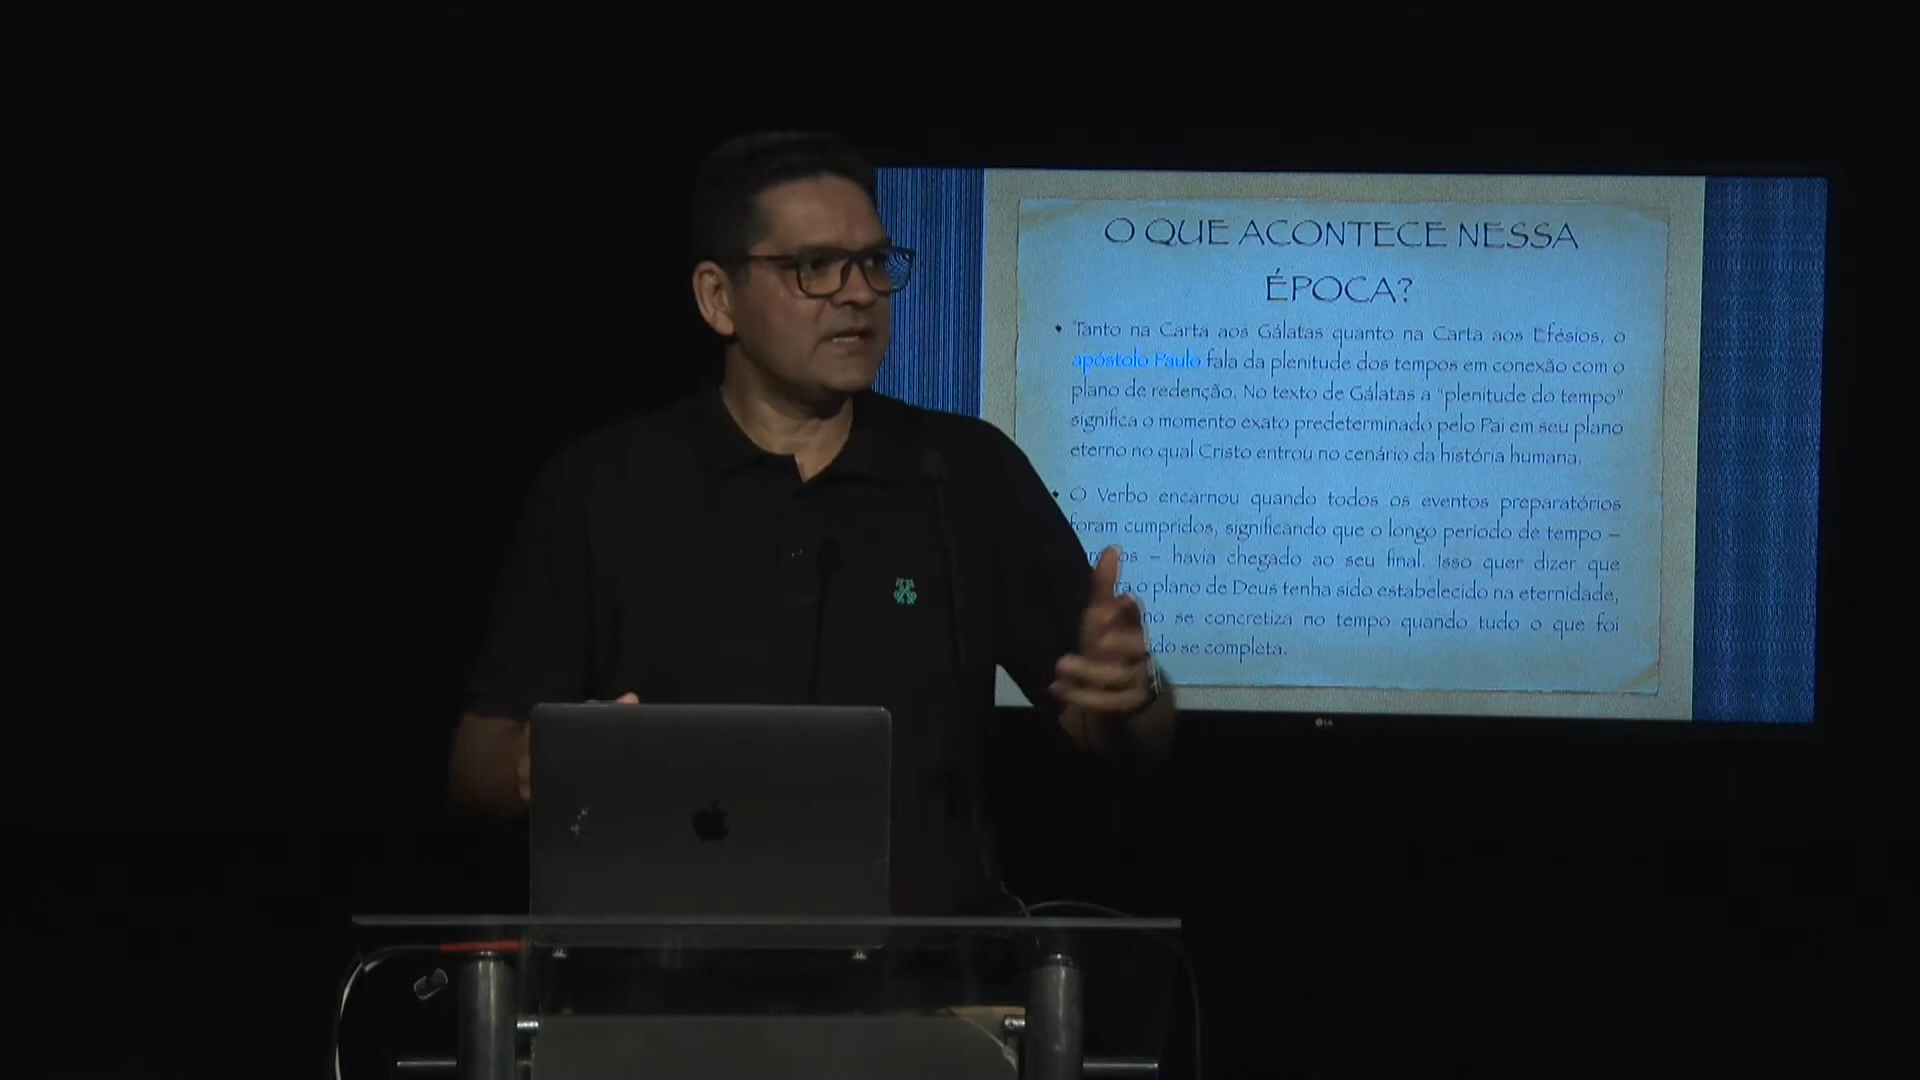 O QUE ACONTECE NESSA
ÉPOCA?
• Tanto na Carta aos Gálatas quanto na Carta aos Efésios, o
apóstolo Paulo fala da plenitude dos tempos em conexão com o
plano de redenção. No texto de Gálatas a “plenitude do tempo”
significa o momento exato predeterminado pelo Pai em seu plano
eterno no qual Cristo entrou no cenário da história humana.
• O Verbo encarnou quando todos os eventos preparatórios
foram cumpridos, significando que o longo período de tempo –
– havia chegado ao seu final. Isso quer dizer que
o plano de Deus tenha sido estabelecido na eternidade,
se concretiza no tempo quando tudo o que foi
se completa.
LG